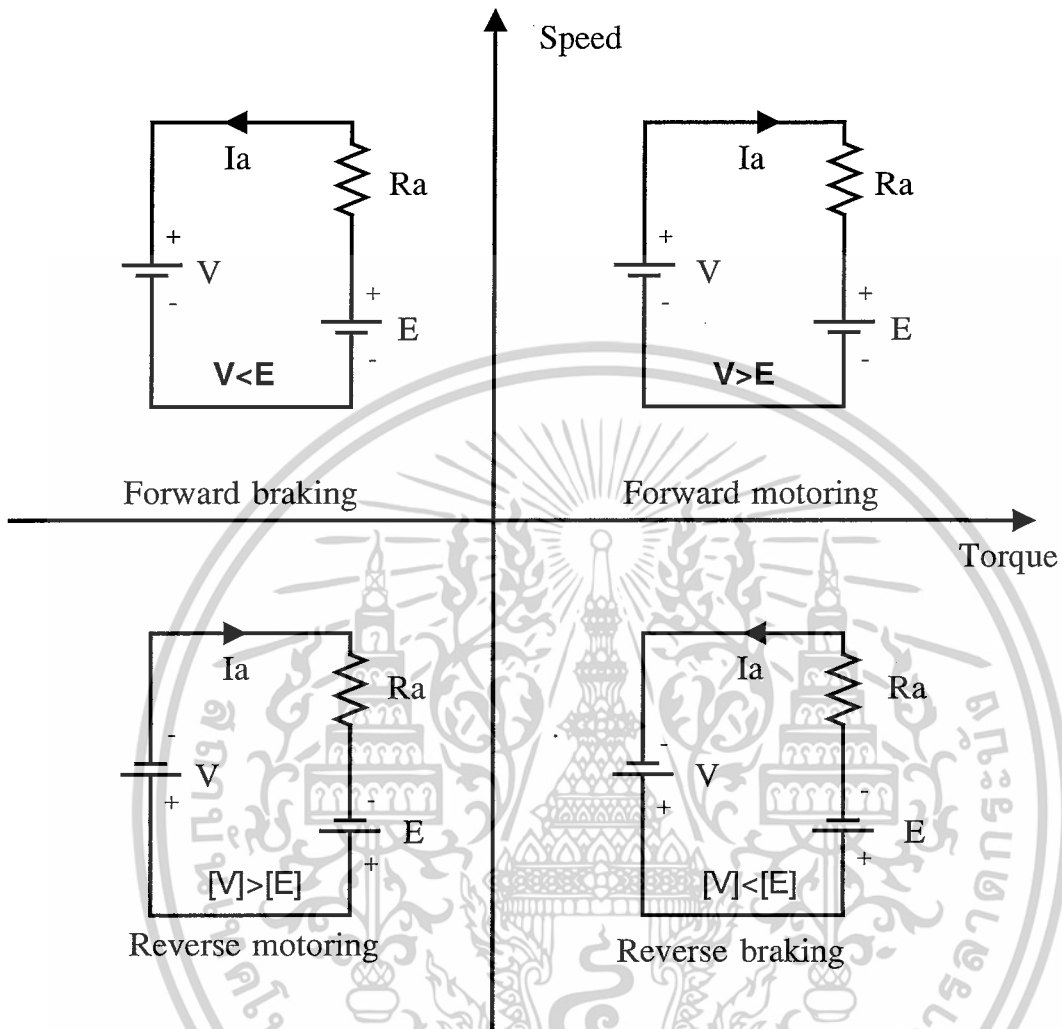 Speed
Ia
Ra
+
V
-
+
E
-
V<E
Forward braking
Ia
Ra
+
V
-
+
E
-
V>E
Forward motoring
Torque
Ia
Ra
-
V
+
-
E
+
[V]>[E]
Reverse motoring
Ia
Ra
-
V
+
-
E
+
[V]<[E]
Reverse braking